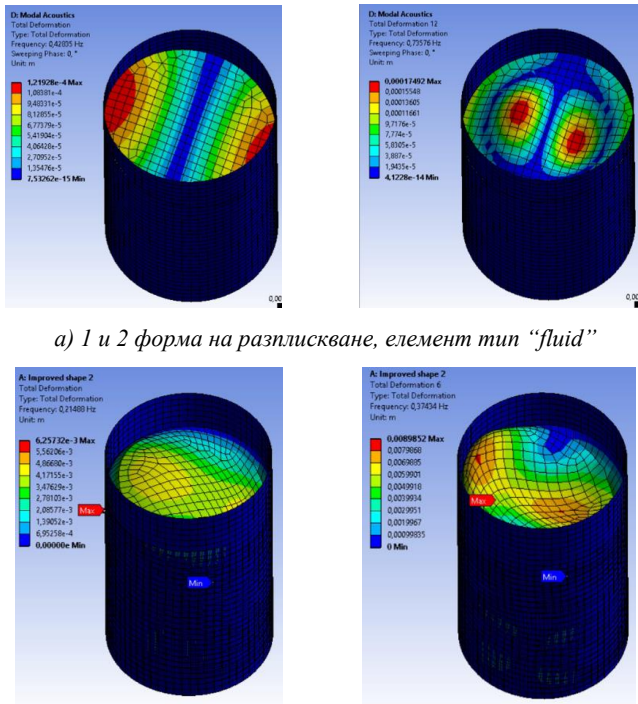 D: Modal Acoustics
Total Deformation
Type: Total Deformation
Frequency: 0,42835 Hz
Sweeping Phase: 0, °
Unit: m
1,21928e-4 Max
1,08381e-4
9,48331e-5
8,12855e-5
6,77379e-5
5,41904e-5
4,06428e-5
2,70952e-5
1,35476e-5
7,53262e-15 Min
0,00
D: Modal Acoustics
Total Deformation 12
Type: Total Deformation
Frequency: 0,73576 Hz
Sweeping Phase: 0, °
Unit: m
0,00017492 Max
0,00015548
0,00013605
0,00011661
9,7176e-5
7,774e-5
5,8305e-5
3,887e-5
1,9435e-5
4,1228e-14 Min
0,00
а) 1 и 2 форма на разплискване, елемент тип “fluid”
A: Improved shape 2
Total Deformation
Type: Total Deformation
Frequency: 0,21488 Hz
Unit: m
6,25732e-3 Max
5,56206e-3
4,86680e-3
4,17155e-3
3,47629e-3
2,78103e-3
2,08577e-3
1,39052e-3
6,95258e-4
0,00000e Min
Max
Min
A: Improved shape 2
Total Deformation 6
Type: Total Deformation
Frequency: 0,37434 Hz
Unit: m
0,0089852 Max
0,0079868
0,0069885
0,0059901
0,0049918
0,0039934
0,0029951
0,0019967
0,00099835
0 Min
Max
Min